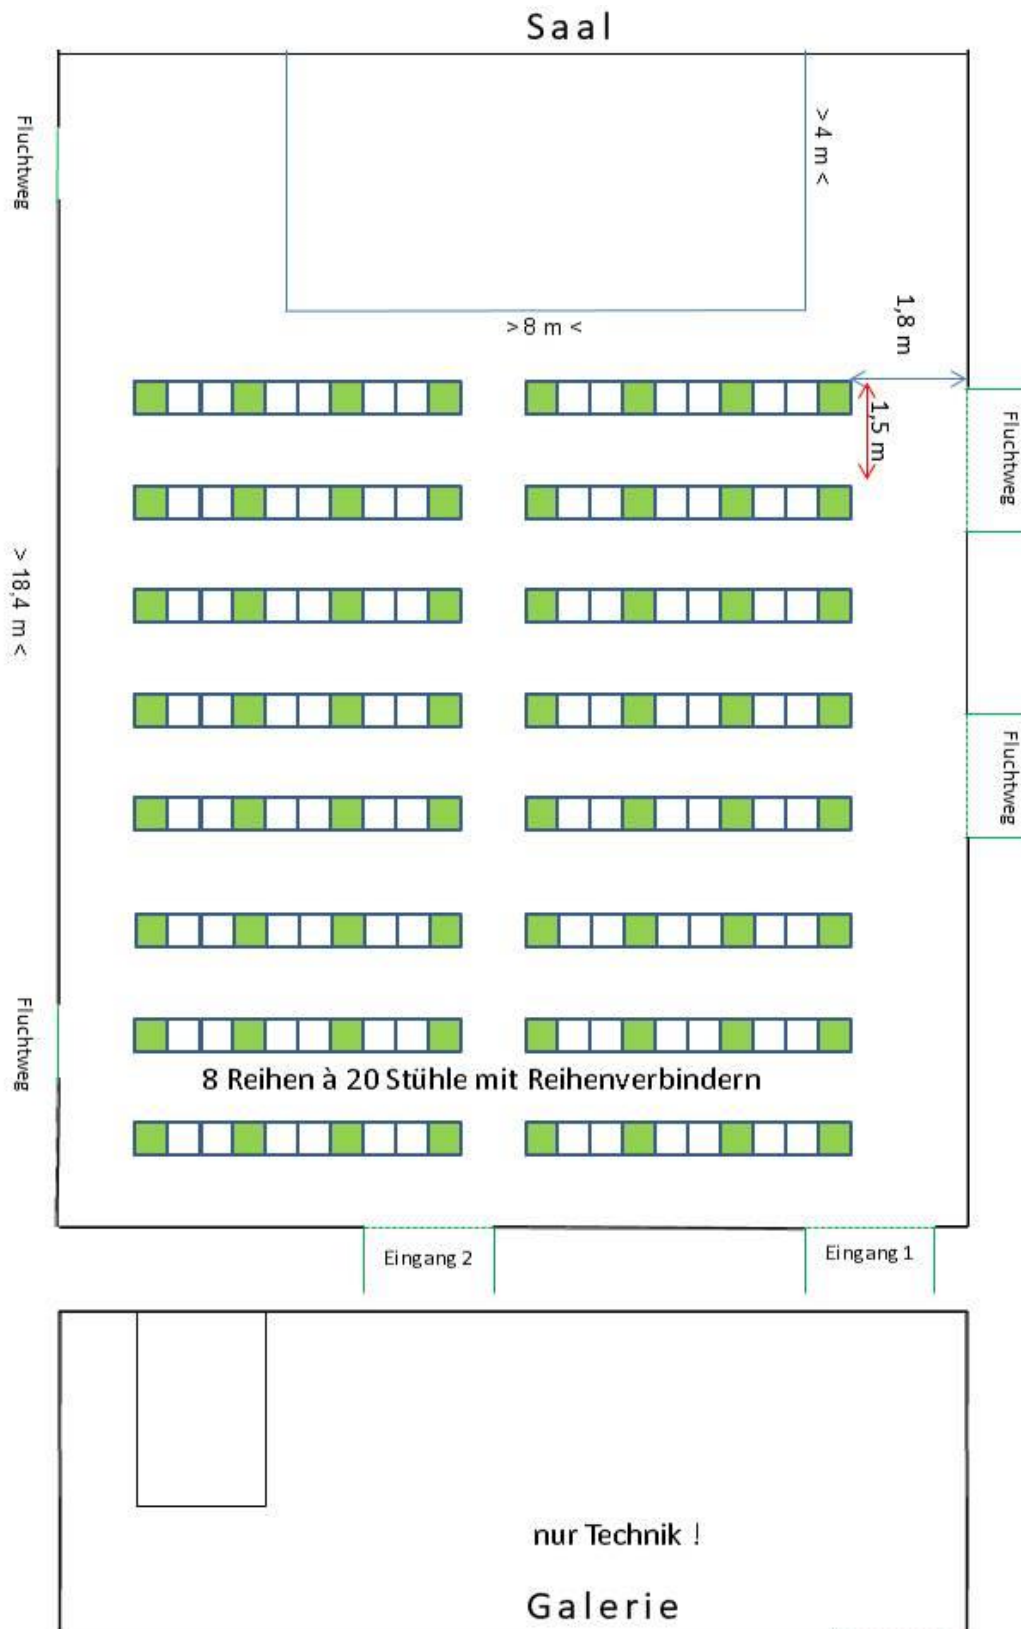 Saal
Fluchtweg
> 4 m <
> 8 m <
1,8 m
1,5 m
Fluchtweg
> 18,4 m <
Fluchtweg
Fluchtweg
8 Reihen à 20 Stühle mit Reihenverbindern
Eingang 2
Eingang 1
nur Technik !
Galerie